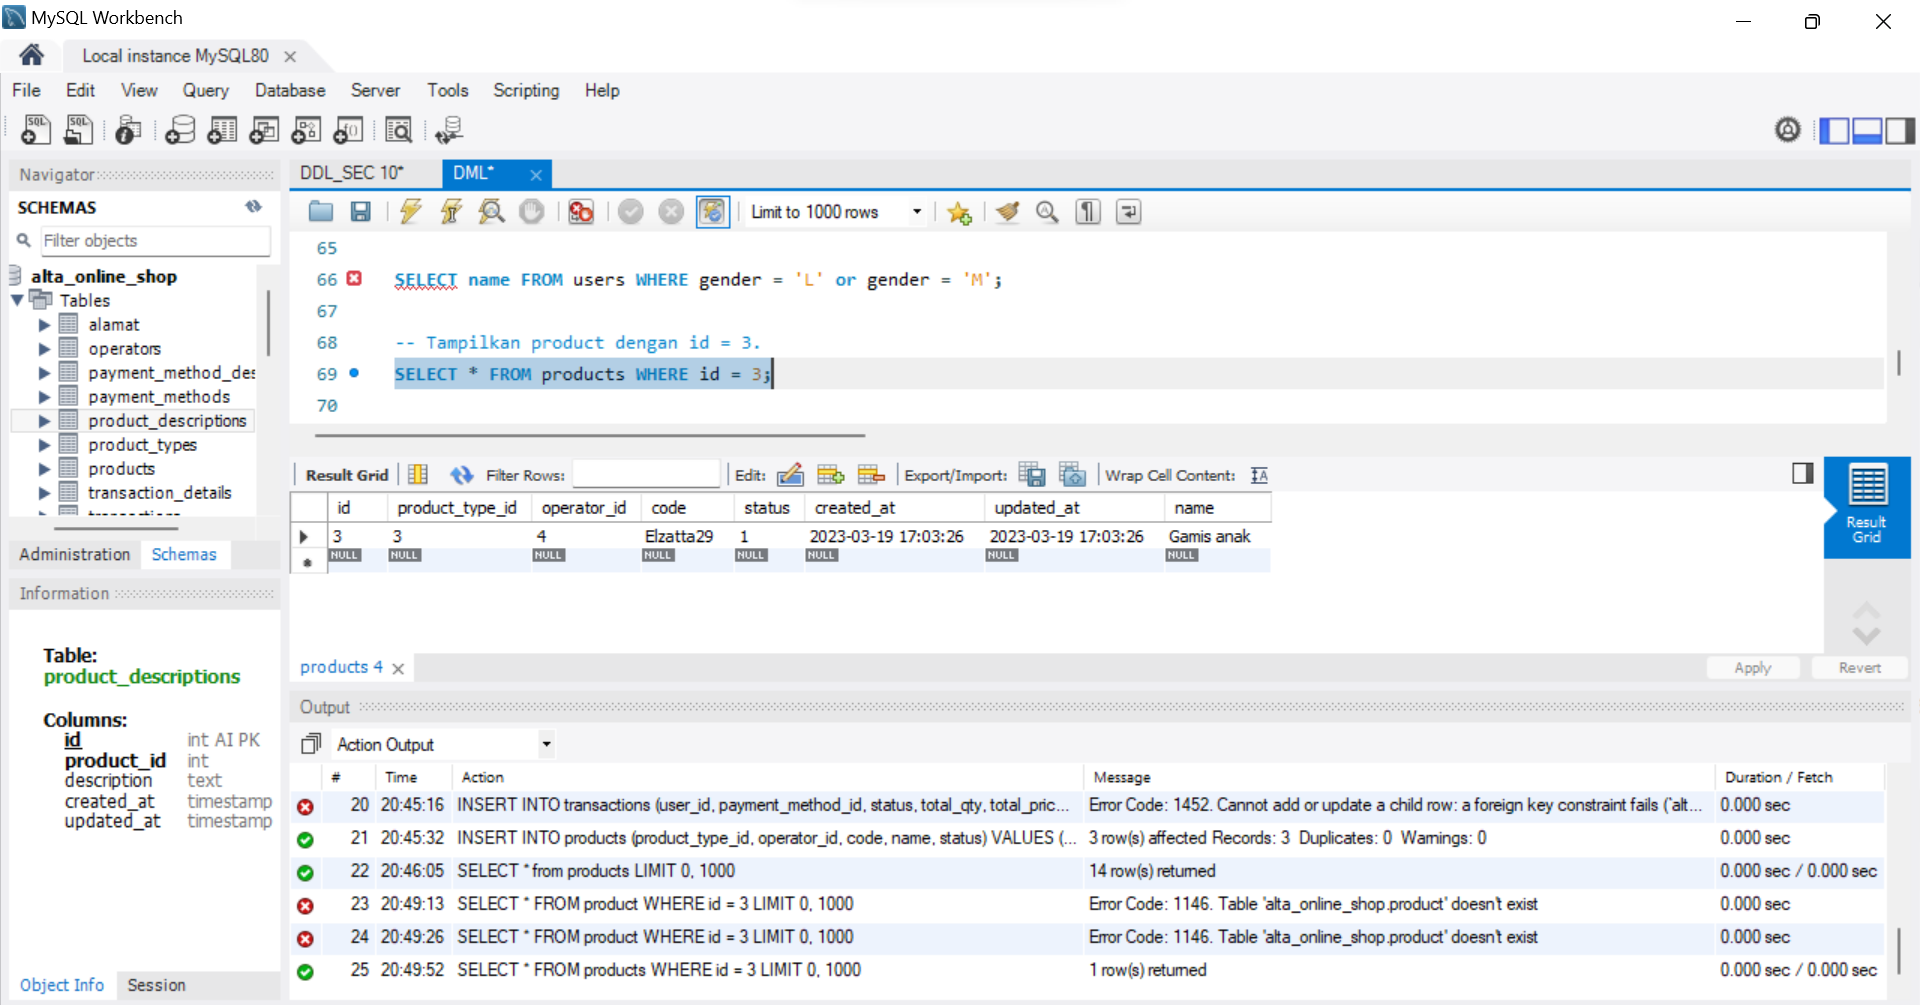 MySQL Workbench
Local instance MySQL80
File Edit View Query Database Server Tools Scripting Help
Navigator
SCHEMAS
Filter objects
alta_online_shop
Tables
alamat
operators
payment_method_des
payment_methods
product_descriptions
product_types
products
transaction_details
Administration Schemas
Information
Table:
product_descriptions
Columns:
id int AI PK
product_id int
description text
created_at timestamp
updated_at timestamp
Object Info Session
DDL_SEC 10* DML*
Limit to 1000 rows
65
66 SELECT name FROM users WHERE gender = 'L' or gender = 'M';
67
68 -- Tampilkan product dengan id = 3.
69 SELECT * FROM products WHERE id = 3;
70
Result Grid Filter Rows: Edit: Export/Import: Wrap Cell Content:
id product_type_id operator_id code status created_at updated_at name
3 3 4 Elzatta29 1 2023-03-19 17:03:26 2023-03-19 17:03:26 Gamis anak
NULL NULL NULL NULL NULL NULL NULL NULL
Result
Grid
products 4
Apply Revert
Output
Action Output
# Time Action Message Duration / Fetch
20 20:45:16 INSERT INTO transactions (user_id, payment_method_id, status, total_qty, total_pric... Error Code: 1452. Cannot add or update a child row: a foreign key constraint fails (`alt... 0.000 sec
21 20:45:32 INSERT INTO products (product_type_id, operator_id, code, name, status) VALUES (... 3 row(s) affected Records: 3 Duplicates: 0 Warnings: 0 0.000 sec
22 20:46:05 SELECT * from products LIMIT 0, 1000 14 row(s) returned 0.000 sec / 0.000 sec
23 20:49:13 SELECT * FROM product WHERE id = 3 LIMIT 0, 1000 Error Code: 1146. Table 'alta_online_shop.product' doesn't exist 0.000 sec
24 20:49:26 SELECT * FROM product WHERE id = 3 LIMIT 0, 1000 Error Code: 1146. Table 'alta_online_shop.product' doesn't exist 0.000 sec
25 20:49:52 SELECT * FROM products WHERE id = 3 LIMIT 0, 1000 1 row(s) returned 0.000 sec / 0.000 sec